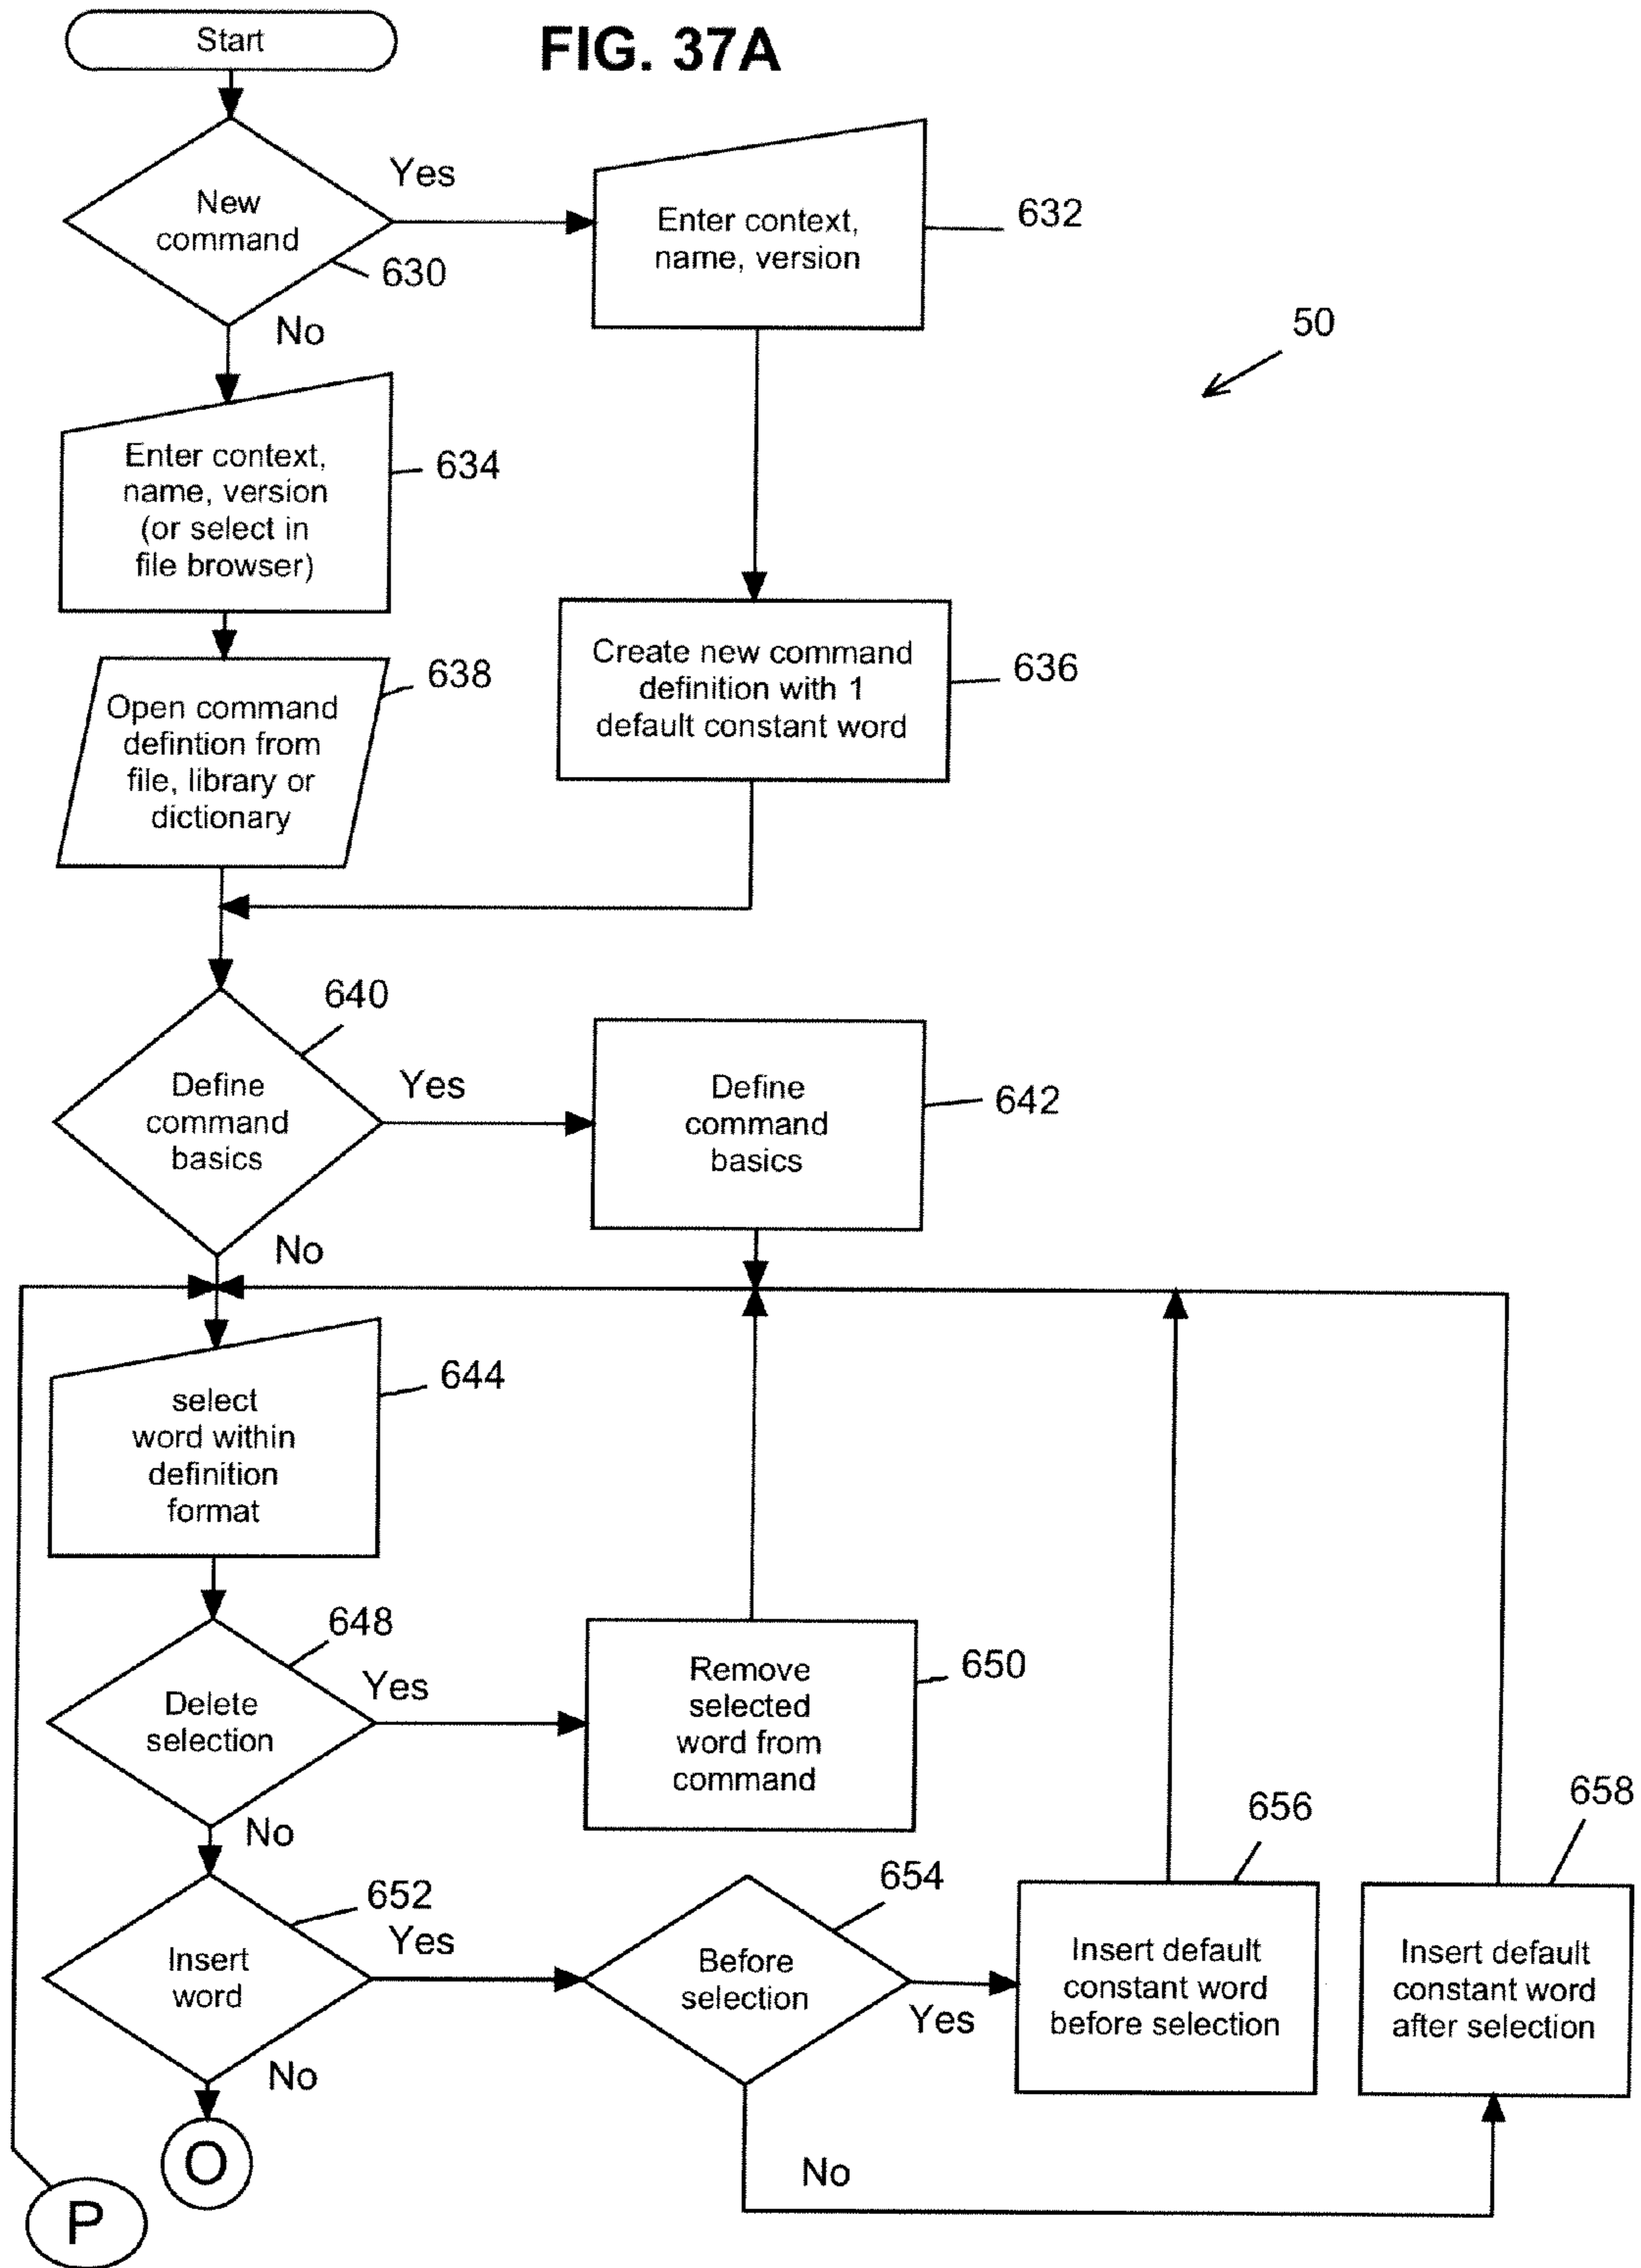 Start
FIG. 37A
New
command
Yes
630
No
Enter context,
name, version
632
50
Enter context,
name, version
(or select in
file browser)
634
Open command
defintion from
file, library or
dictionary
638
Create new command
definition with 1
default constant word
636
640
Define
command
basics
Yes
Define
command
basics
642
No
select
word within
definition
format
644
648
Delete
selection
Yes
Remove
selected
word from
command
650
No
652
Insert
word
Yes
654
Before
selection
Yes
656
Insert default
constant word
before selection
658
Insert default
constant word
after selection
No
No
O
P